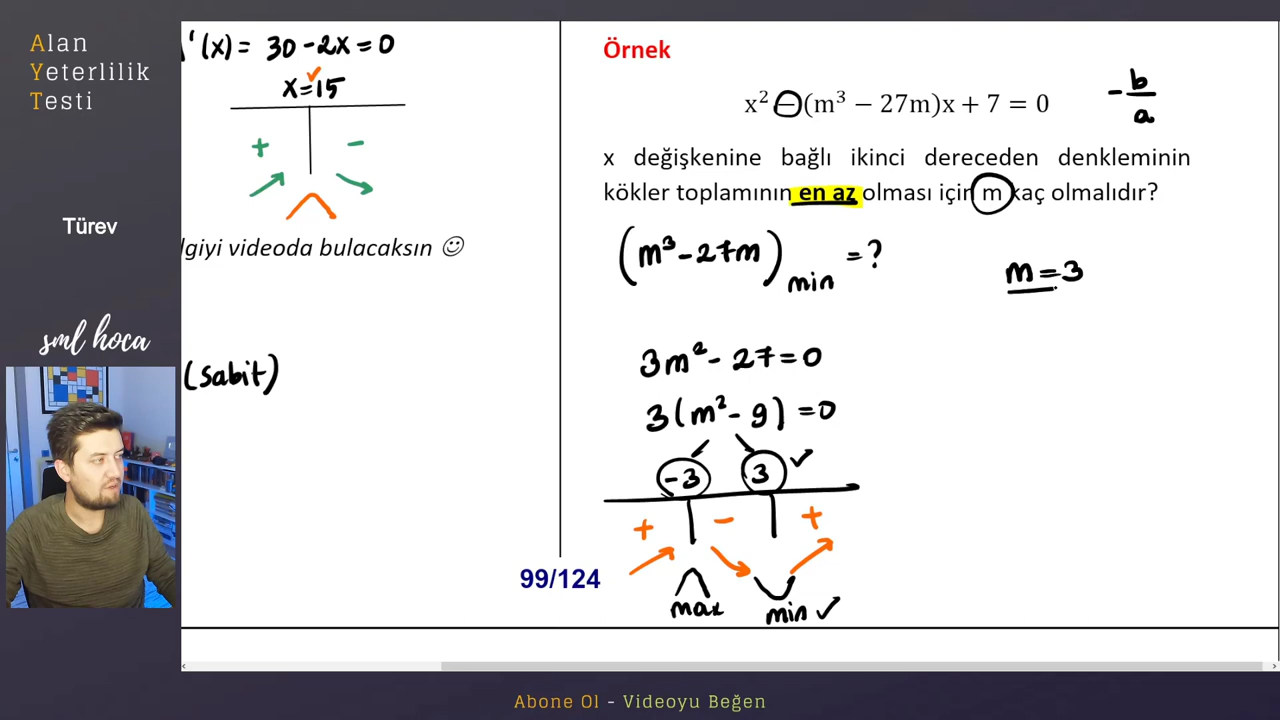 Alan
Yeterlilik
Testi
Türev
sml hoca
'(x) = 30 - 2x = 0
x = 15
+ -
lgiyi videoda bulacaksın ☺
(sabit)
99/124
Örnek
x² - (m³ − 27m)x + 7 = 0
- b/a
x değişkenine bağlı ikinci dereceden denkleminin
kökler toplamının en az olması için m kaç olmalıdır?
(m³ - 27m) min = ?
m = 3
3m² - 27 = 0
3(m² - 9) = 0
-3 3 ✓
+ - +
max min ✓
Abone Ol - Videoyu Beğen